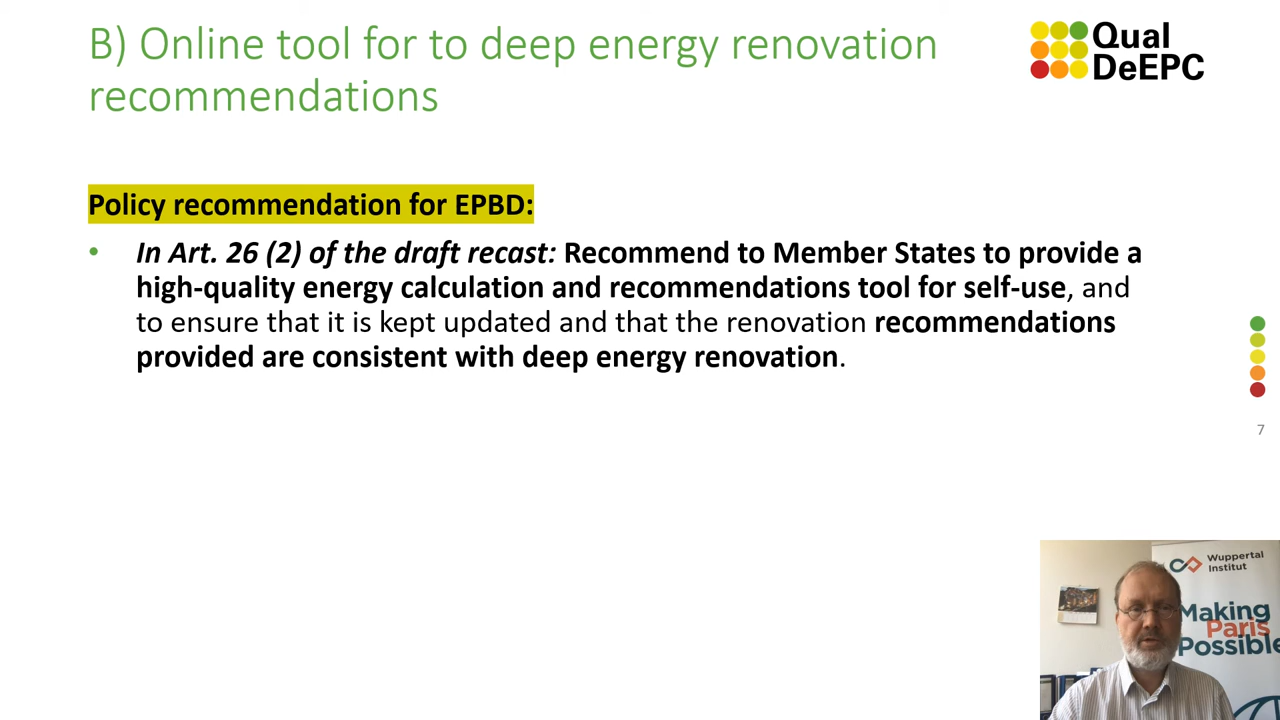 B) Online tool for to deep energy renovation
recommendations
Qual
DeEPC
Policy recommendation for EPBD:
• In Art. 26 (2) of the draft recast: Recommend to Member States to provide a
high-quality energy calculation and recommendations tool for self-use, and
to ensure that it is kept updated and that the renovation recommendations
provided are consistent with deep energy renovation.
7
Wuppertal
Institut
Making
Paris
Possible